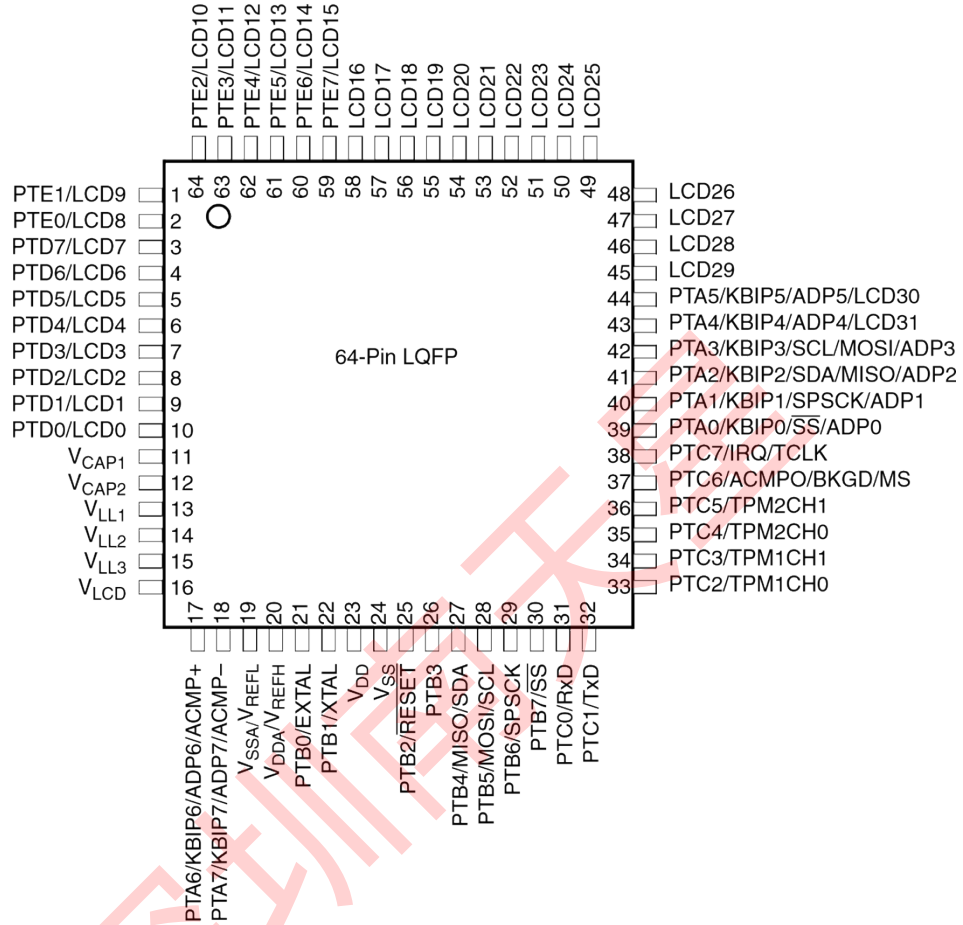 PTE2/LCD10
PTE3/LCD11
PTE4/LCD12
PTE5/LCD13
PTE6/LCD14
PTE7/LCD15
LCD16
LCD17
LCD18
LCD19
LCD20
LCD21
LCD22
LCD23
LCD24
LCD25
64
63
62
61
60
59
58
57
56
55
54
53
52
51
50
49
PTE1/LCD9 1
PTE0/LCD8 2
PTD7/LCD7 3
PTD6/LCD6 4
PTD5/LCD5 5
PTD4/LCD4 6
PTD3/LCD3 7
PTD2/LCD2 8
PTD1/LCD1 9
PTD0/LCD0 10
VCAP1 11
VCAP2 12
VLL1 13
VLL2 14
VLL3 15
VLCD 16
64-Pin LQFP
48 LCD26
47 LCD27
46 LCD28
45 LCD29
44 PTA5/KBIP5/ADP5/LCD30
43 PTA4/KBIP4/ADP4/LCD31
42 PTA3/KBIP3/SCL/MOSI/ADP3
41 PTA2/KBIP2/SDA/MISO/ADP2
40 PTA1/KBIP1/SPSCK/ADP1
39 PTA0/KBIP0/SS/ADP0
38 PTC7/IRQ/TCLK
37 PTC6/ACMPO/BKGD/MS
36 PTC5/TPM2CH1
35 PTC4/TPM2CH0
34 PTC3/TPM1CH1
33 PTC2/TPM1CH0
17
18
19
20
21
22
23
24
25
26
27
28
29
30
31
32
PTA6/KBIP6/ADP6/ACMP+
PTA7/KBIP7/ADP7/ACMP–
VSSA/VREFL
VDDA/VREFH
PTB0/EXTAL
PTB1/XTAL
VDD
VSS
PTB2/RESET
PTB3
PTB4/MISO/SDA
PTB5/MOSI/SCL
PTB6/SPSCK
PTB7/SS
PTC0/RxD
PTC1/TxD
深圳南天星